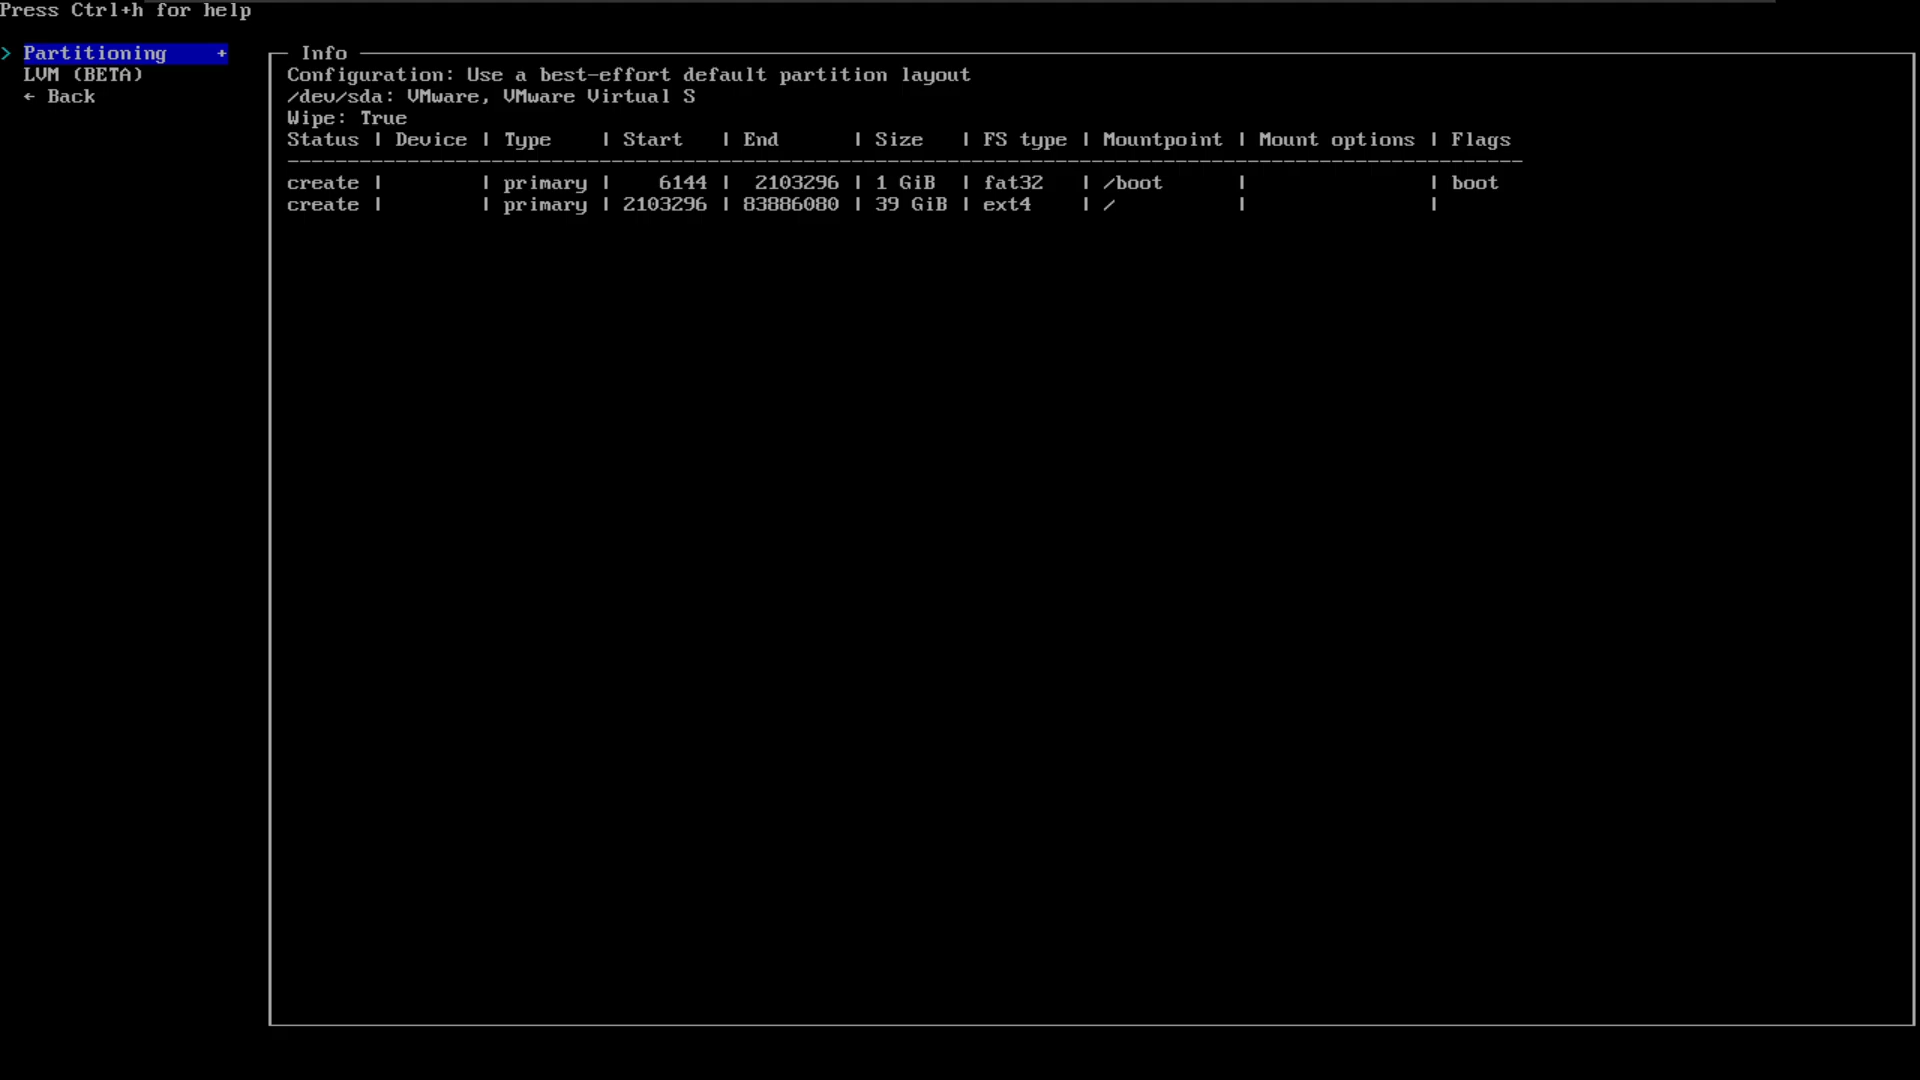 Press Ctrl+h for help
> Partitioning +
LVM (BETA)
← Back
Info
Configuration: Use a best-effort default partition layout
/dev/sda: VMware, VMware Virtual S
Wipe: True
Status | Device | Type | Start | End | Size | FS type | Mountpoint | Mount options | Flags
create | | primary | 6144 | 2103296 | 1 GiB | fat32 | /boot | | boot
create | | primary | 2103296 | 83886080 | 39 GiB | ext4 | / | |